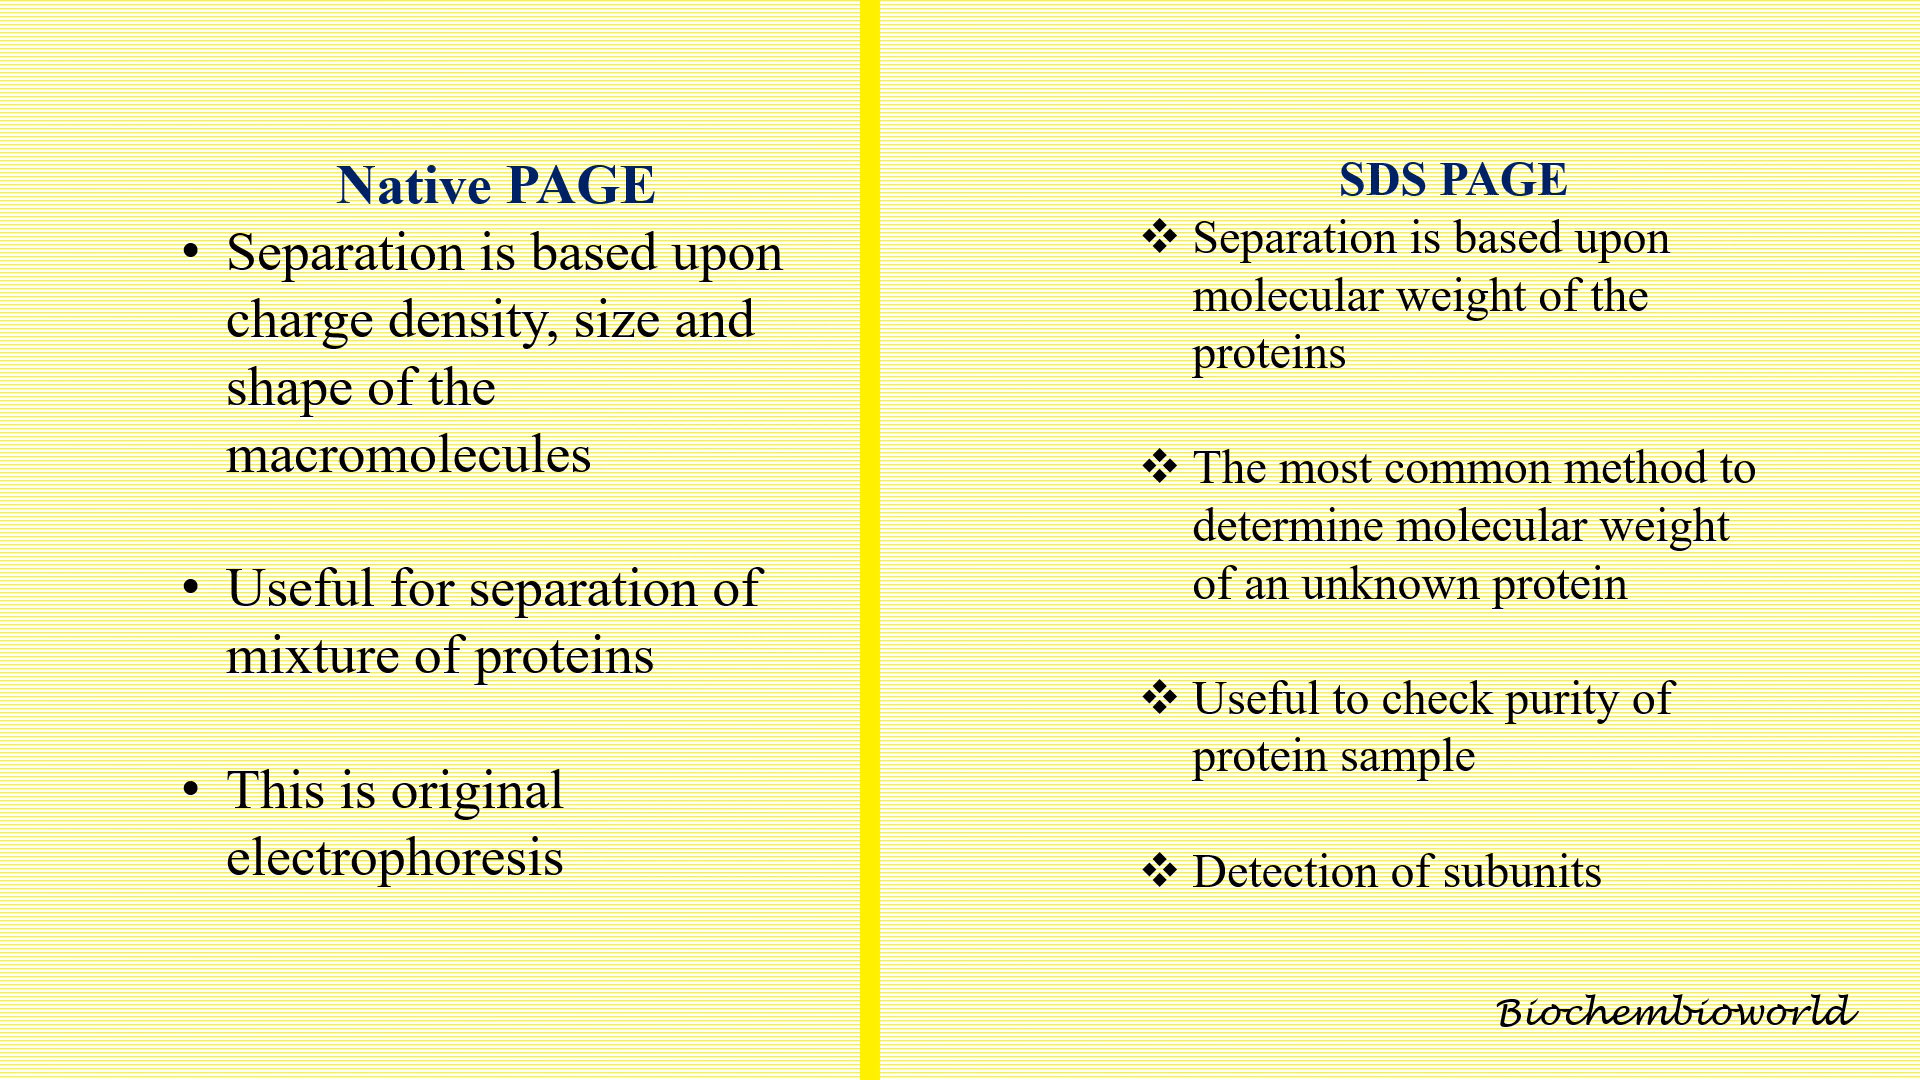 Native PAGE
• Separation is based upon
charge density, size and
shape of the
macromolecules
• Useful for separation of
mixture of proteins
• This is original
electrophoresis
SDS PAGE
❖ Separation is based upon
molecular weight of the
proteins
❖ The most common method to
determine molecular weight
of an unknown protein
❖ Useful to check purity of
protein sample
❖ Detection of subunits
Biochembioworld